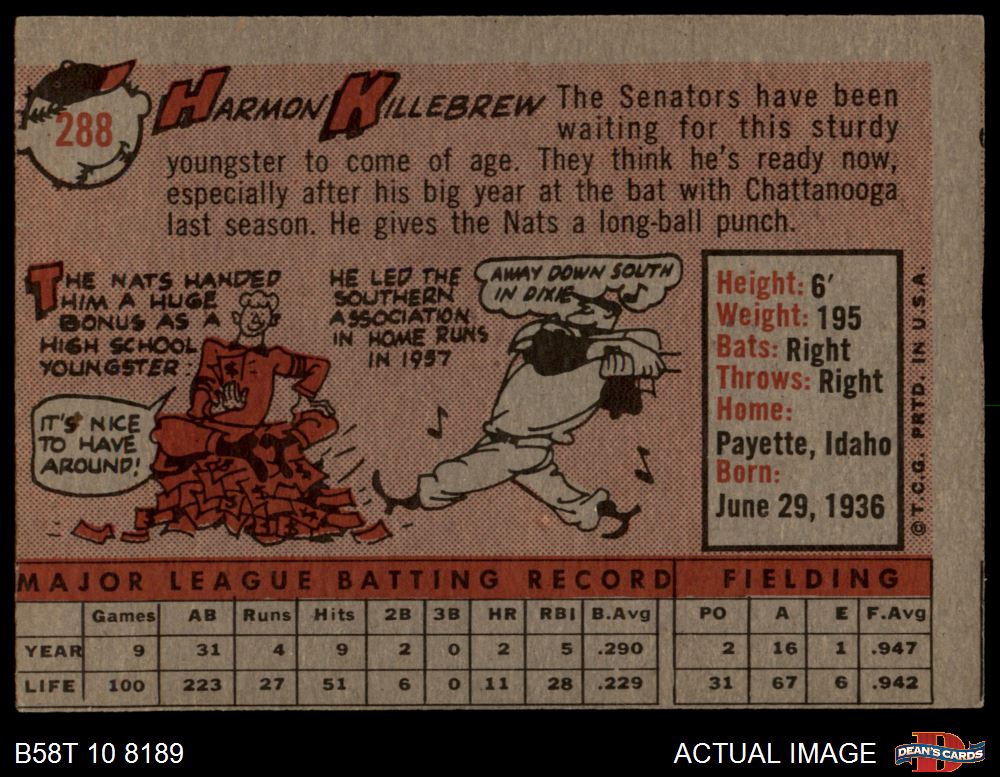 288
HARMON KILLEBREW
The Senators have been
waiting for this sturdy
youngster to come of age. They think he's ready now,
especially after his big year at the bat with Chattanooga
last season. He gives the Nats a long-ball punch.
THE NATS HANDED
HIM A HUGE
BONUS AS A
HIGH SCHOOL
YOUNGSTER:
IT'S NICE
TO HAVE
AROUND!
HE LED THE
SOUTHERN
ASSOCIATION
IN HOME RUNS
IN 1957
AWAY DOWN SOUTH
IN DIXIE
Height: 6'
Weight: 195
Bats: Right
Throws: Right
Home:
Payette, Idaho
Born:
June 29, 1936
© T.C.G. PRTD. IN U.S.A.
MAJOR LEAGUE BATTING RECORD FIELDING
Games AB Runs Hits 2B 3B HR RBI B.Avg PO A E F.Avg
YEAR 9 31 4 9 2 0 2 5 .290 2 16 1 .947
LIFE 100 223 27 51 6 0 11 28 .229 31 67 6 .942
B58T 10 8189
ACTUAL IMAGE
DEAN'S CARDS